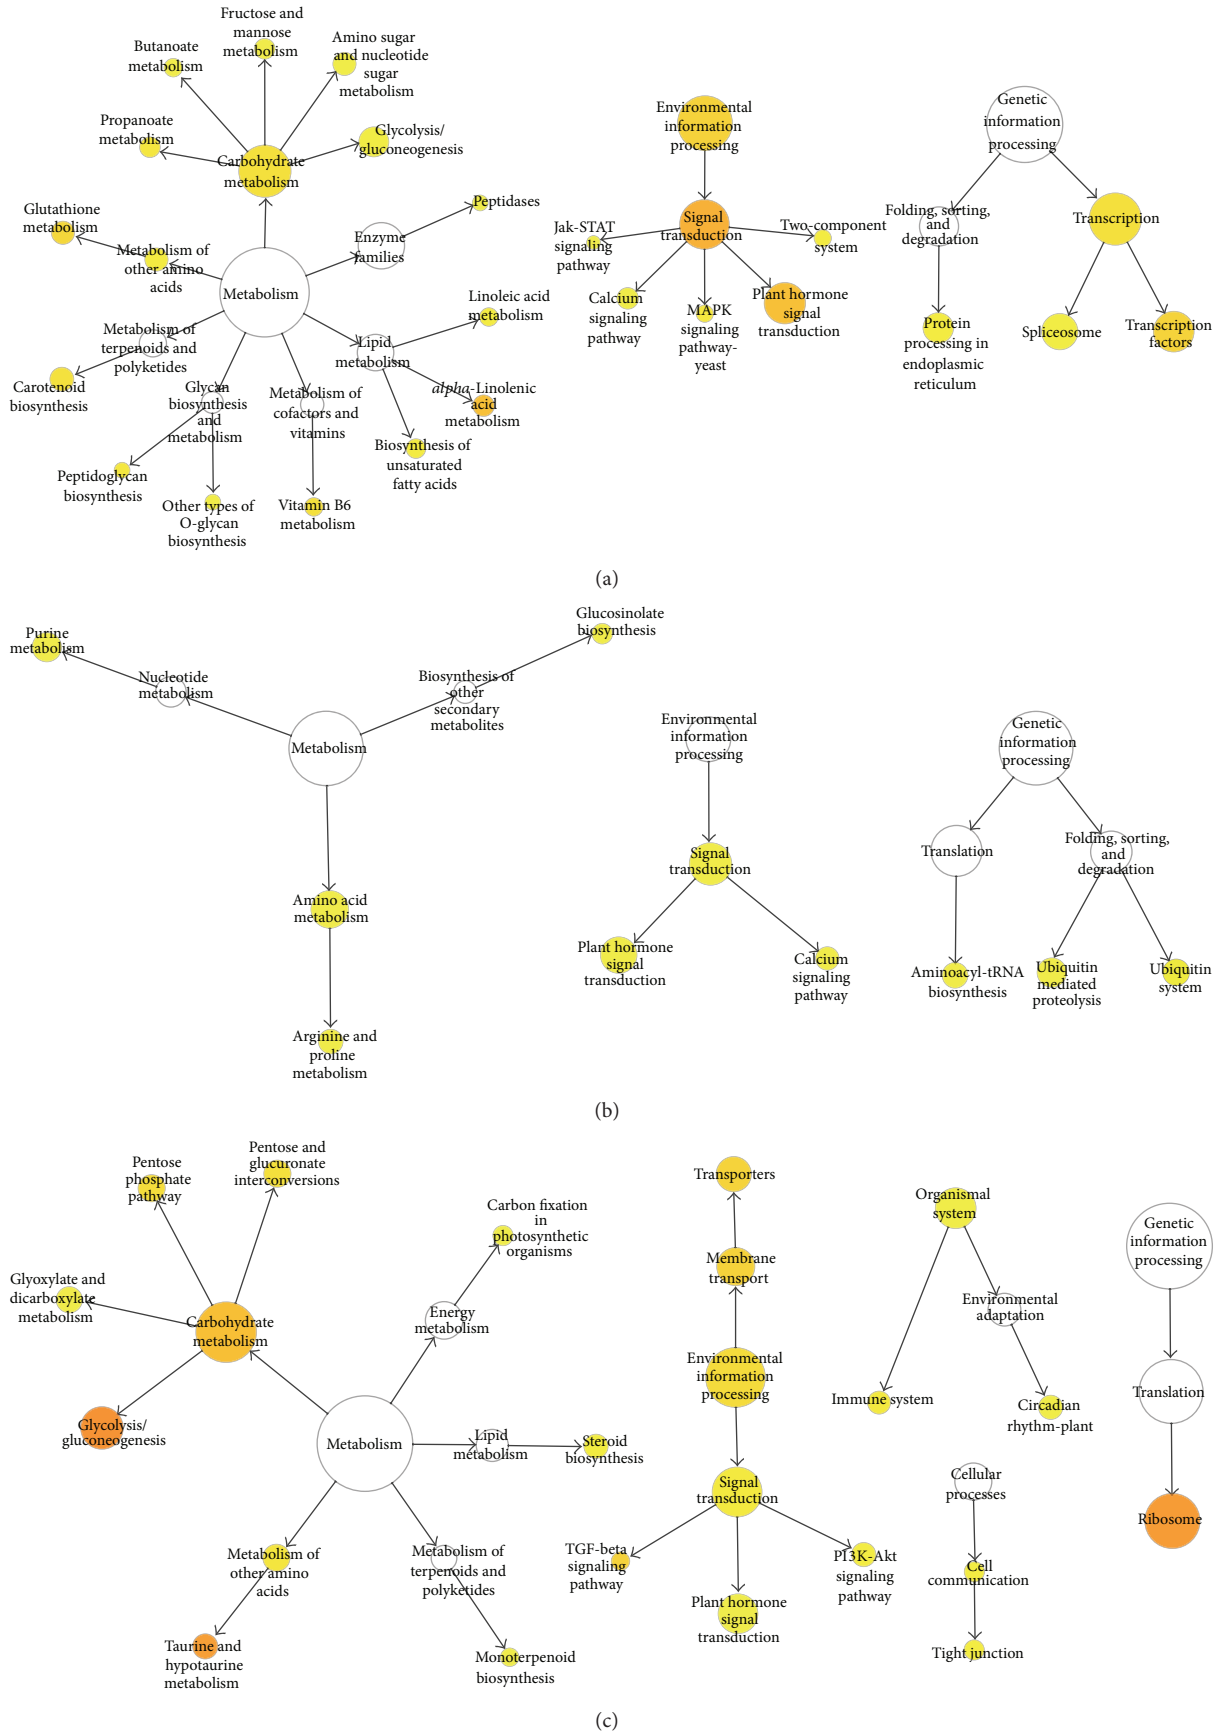 Fructose and
mannose
metabolism
Butanoate
metabolism
Amino sugar
and nucleotide
sugar
metabolism
Propanoate
metabolism
Glycolysis/
gluconeogenesis
Carbohydrate
metabolism
Glutathione
metabolism
Metabolism of
other amino
acids
Enzyme
families
Peptidases
Metabolism
Linoleic acid
metabolism
Metabolism of
terpenoids and
polyketides
Lipid
metabolism
Carotenoid
biosynthesis
Glycan
biosynthesis
and
metabolism
Metabolism of
cofactors and
vitamins
alpha-Linolenic
acid
metabolism
Biosynthesis of
unsaturated
fatty acids
Peptidoglycan
biosynthesis
Other types of
O-glycan
biosynthesis
Vitamin B6
metabolism
Environmental
information
processing
Signal
transduction
Jak-STAT
signaling
pathway
Two-component
system
Calcium
signaling
pathway
MAPK
signaling
pathway-
yeast
Plant hormone
signal
transduction
Genetic
information
processing
Folding, sorting,
and
degradation
Transcription
Protein
processing in
endoplasmic
reticulum
Spliceosome
Transcription
factors
(a)
Purine
metabolism
Nucleotide
metabolism
Glucosinolate
biosynthesis
Biosynthesis of
other
secondary
metabolites
Metabolism
Amino acid
metabolism
Arginine and
proline
metabolism
Environmental
information
processing
Signal
transduction
Plant hormone
signal
transduction
Calcium
signaling
pathway
Genetic
information
processing
Translation
Folding, sorting,
and
degradation
Aminoacyl-tRNA
biosynthesis
Ubiquitin
mediated
proteolysis
Ubiquitin
system
(b)
Pentose
phosphate
pathway
Pentose and
glucuronate
interconversions
Glyoxylate and
dicarboxylate
metabolism
Carbohydrate
metabolism
Carbon fixation
in
photosynthetic
organisms
Energy
metabolism
Glycolysis/
gluconeogenesis
Metabolism
Lipid
metabolism
Steroid
biosynthesis
Metabolism of
other amino
acids
Metabolism of
terpenoids and
polyketides
Taurine and
hypotaurine
metabolism
Monoterpenoid
biosynthesis
Transporters
Membrane
transport
Environmental
information
processing
Signal
transduction
TGF-beta
signaling
pathway
PI3K-Akt
signaling
pathway
Plant hormone
signal
transduction
Organismal
system
Environmental
adaptation
Immune system
Circadian
rhythm-plant
Cellular
processes
Cell
communication
Tight junction
Genetic
information
processing
Translation
Ribosome
(c)